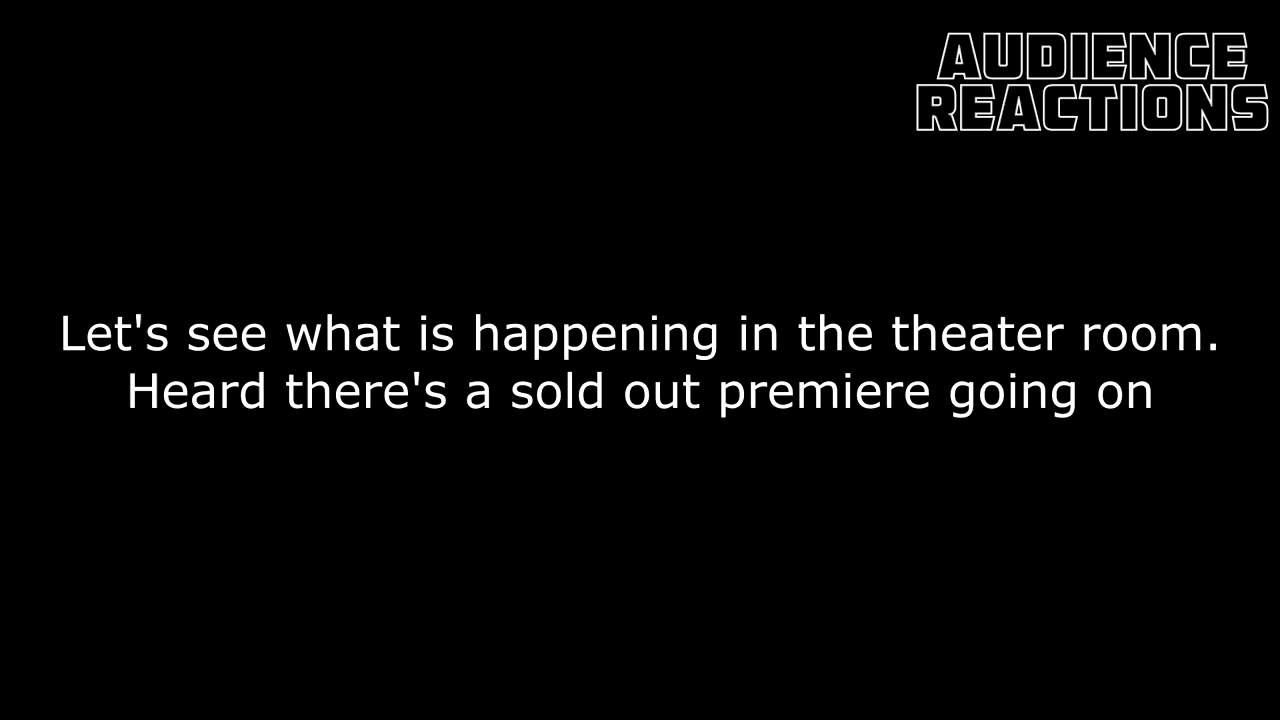 AUDIENCE
REACTIONS
Let's see what is happening in the theater room.
Heard there's a sold out premiere going on